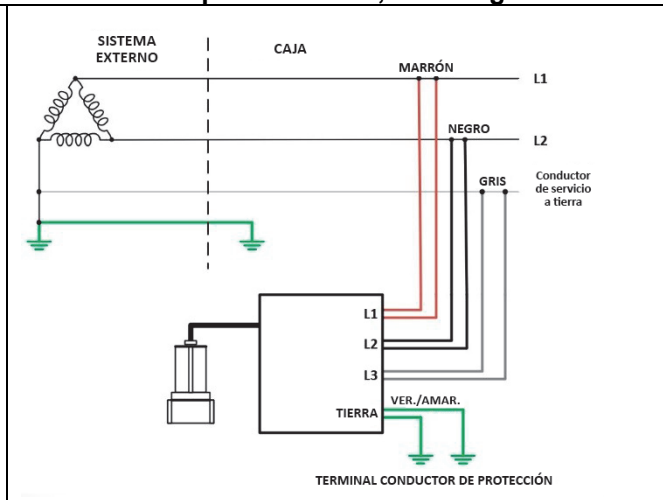 SISTEMA
EXTERNO
CAJA
MARRÓN
L1
NEGRO
L2
GRIS
Conductor
de servicio
a tierra
L1
L2
L3
VER./AMAR.
TIERRA
TERMINAL CONDUCTOR DE PROTECCIÓN